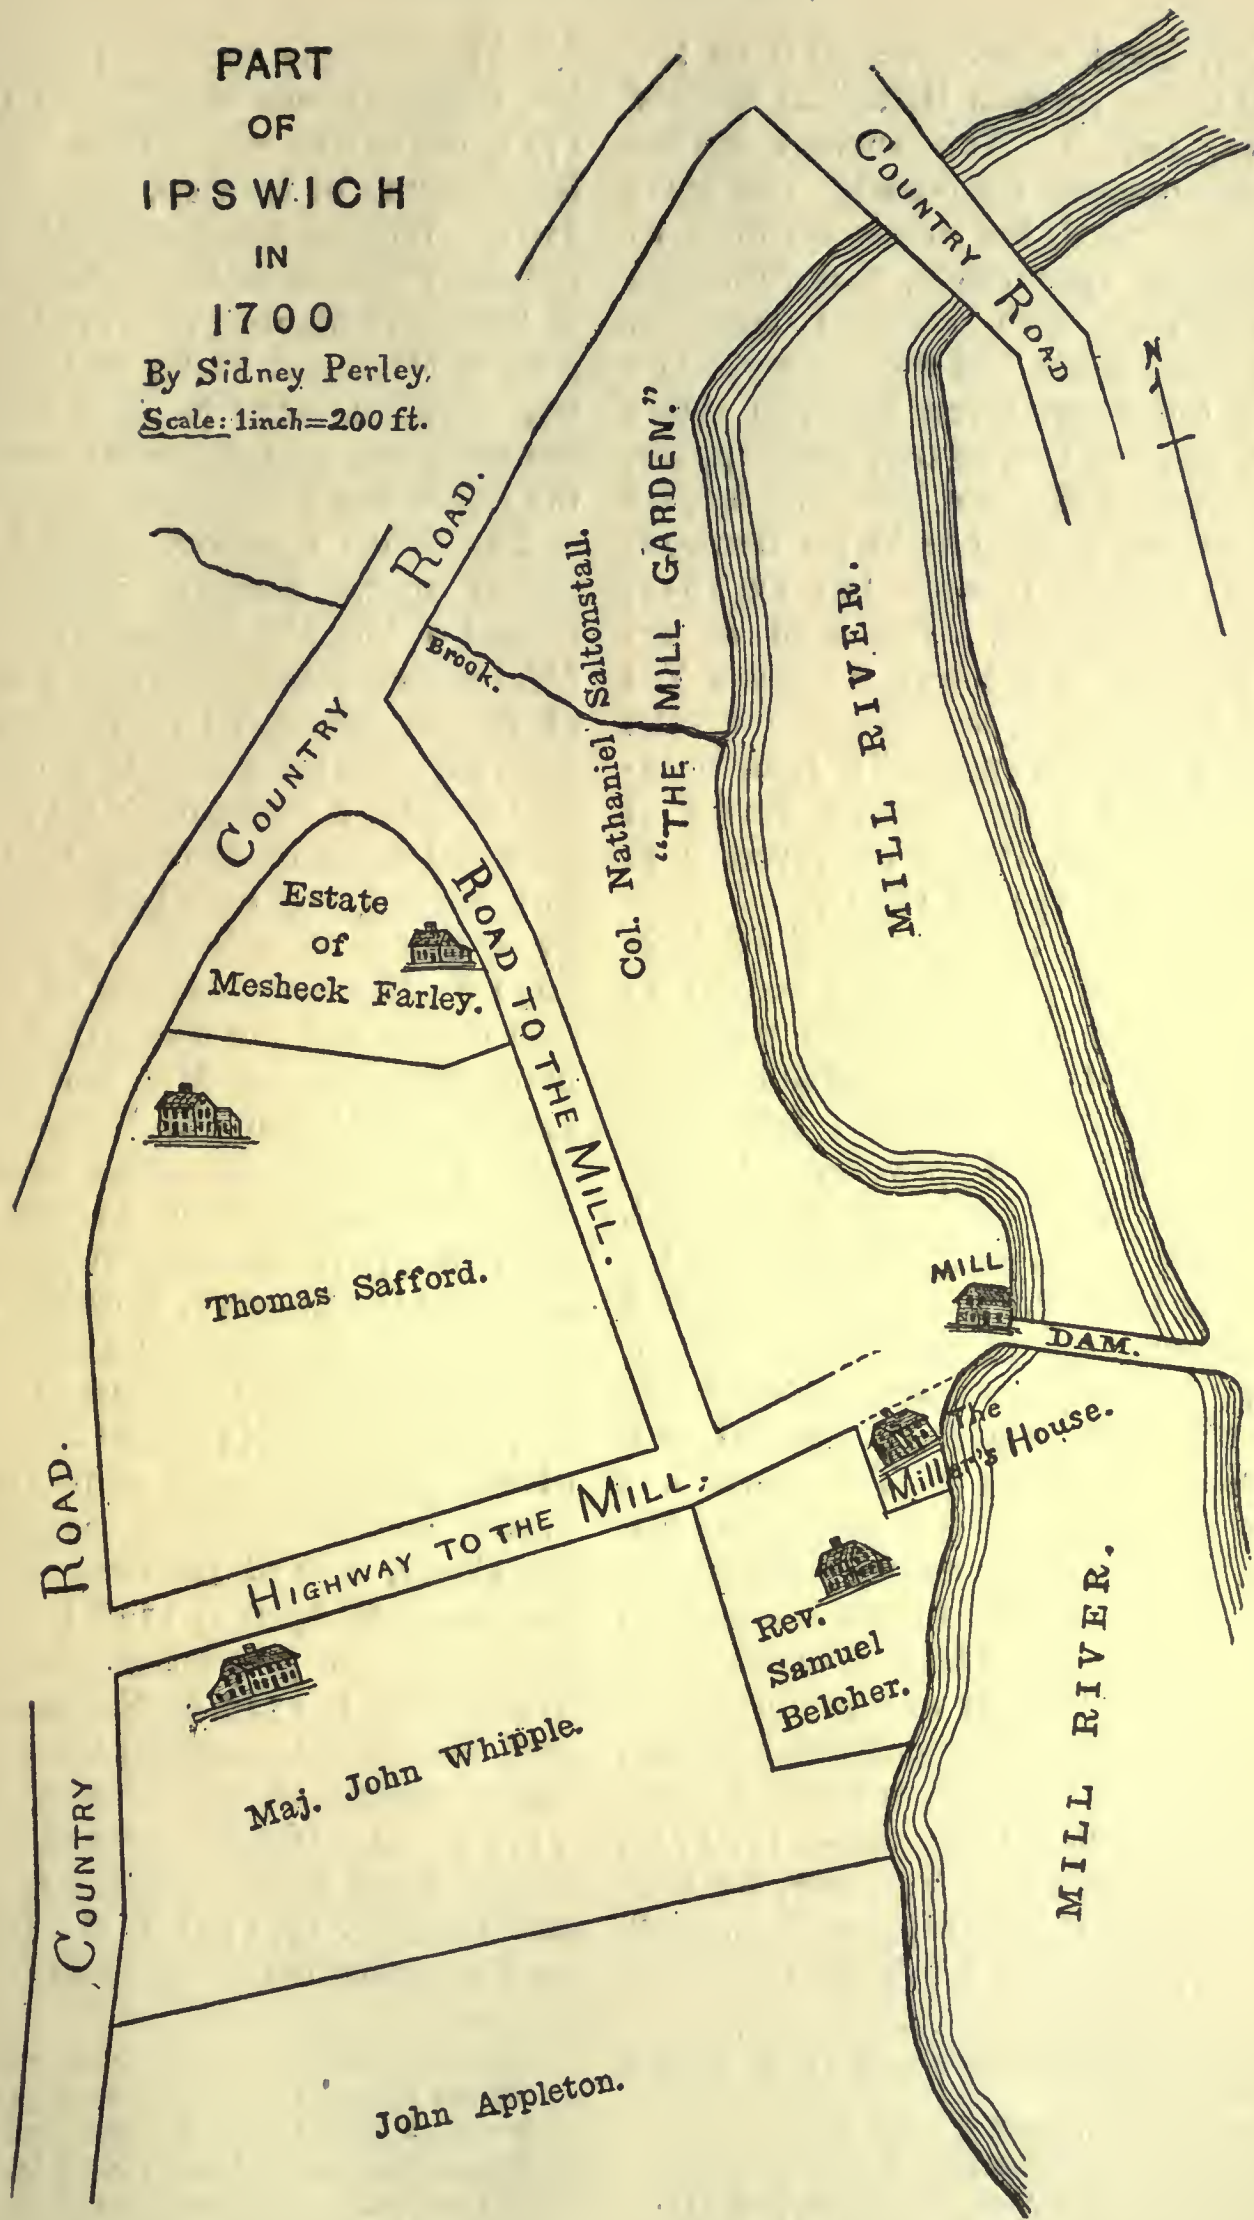 PART
OF
IPSWICH
IN
1700
By Sidney Perley.
Scale: 1inch=200 ft.
COUNTRY ROAD
N
COUNTRY ROAD.
Brook.
Col. Nathaniel Saltonstall.
"THE MILL GARDEN."
MILL RIVER.
Estate
of
Mesheck Farley.
ROAD TO THE MILL.
Thomas Safford.
MILL
DAM.
The
Miller's House.
HIGHWAY TO THE MILL.
Rev.
Samuel
Belcher.
Maj. John Whipple.
COUNTRY ROAD.
MILL RIVER.
John Appleton.